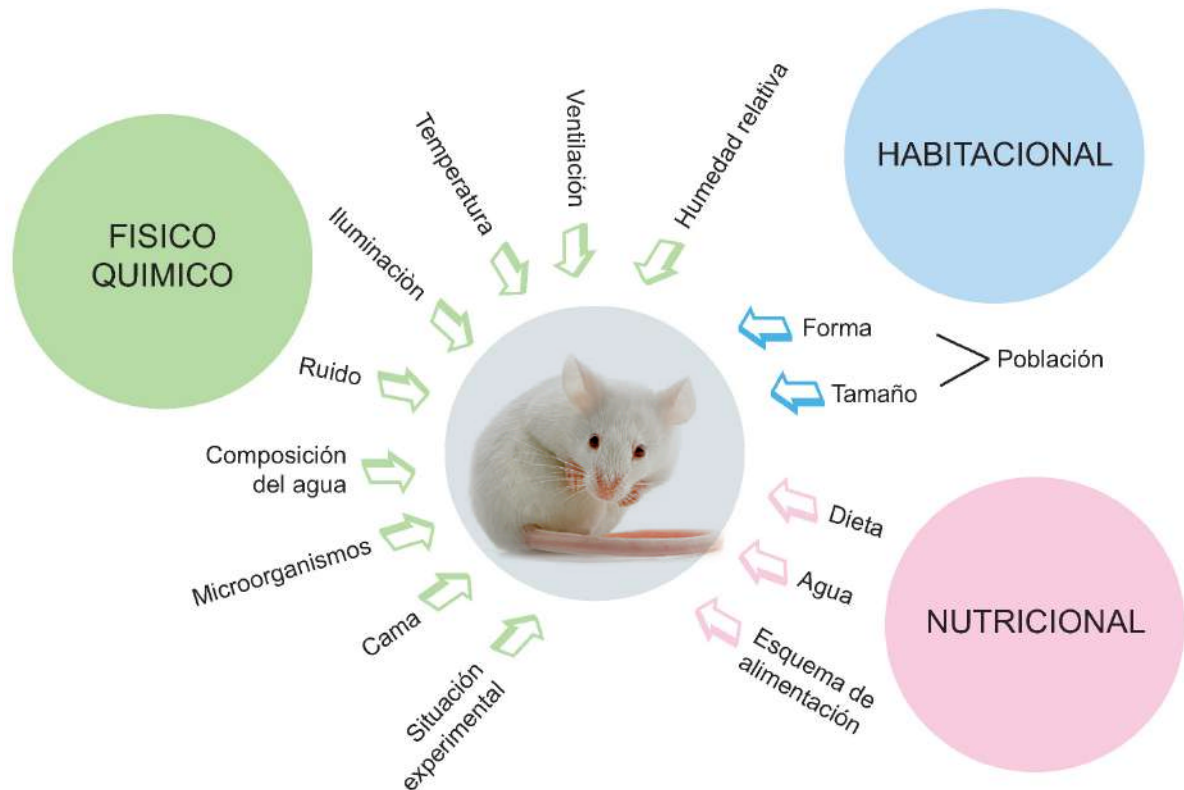 FISICO
QUIMICO
HABITACIONAL
NUTRICIONAL
Humedad relativa
Ventilación
Temperatura
Iluminaciòn
Ruido
Composición
del agua
Microorganismos
Cama
Situación
experimental
Forma
Tamaño
Población
Dieta
Agua
Esquema de
alimentación